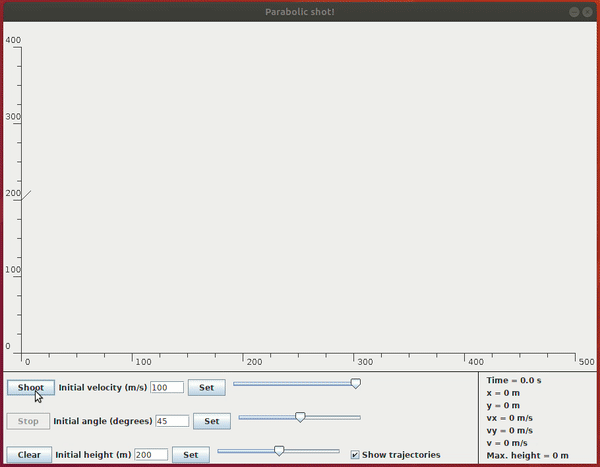 Parabolic shot!
400
200
100
0
0 100 200 300 400 500
Shoot Initial velocity (m/s) 100 Set
Stop Initial angle (degrees) 45 Set
Clear Initial height (m) 200 Set Show trajectories
Time = 0.0 s
x = 0 m
y = 0 m
vx = 0 m/s
vy = 0 m/s
v = 0 m/s
Max. height = 0 m